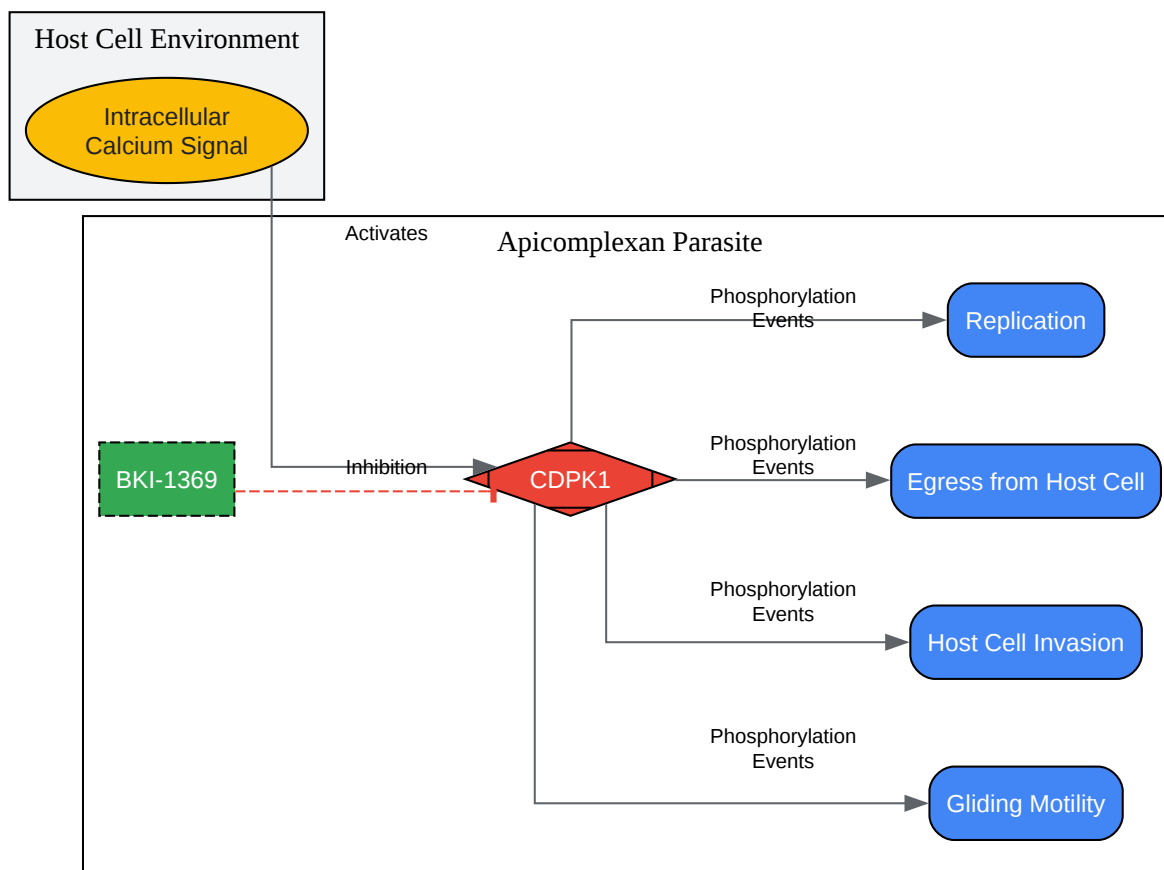 Host Cell Environment
Intracellular
Calcium Signal
Activates
Apicomplexan Parasite
Phosphorylation
Events
Replication
BKI-1369
Inhibition
CDPK1
Phosphorylation
Events
Egress from Host Cell
Phosphorylation
Events
Host Cell Invasion
Phosphorylation
Events
Gliding Motility